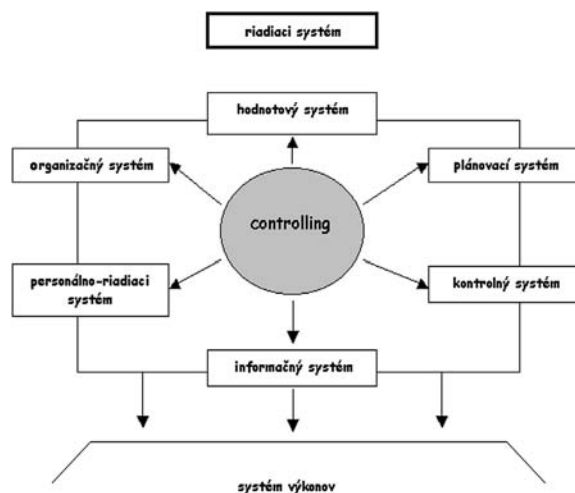 riadiaci systém
hodnotový systém
organizačný systém
plánovací systém
controlling
personálno-riadiaci
systém
kontrolný systém
informačný systém
systém výkonov